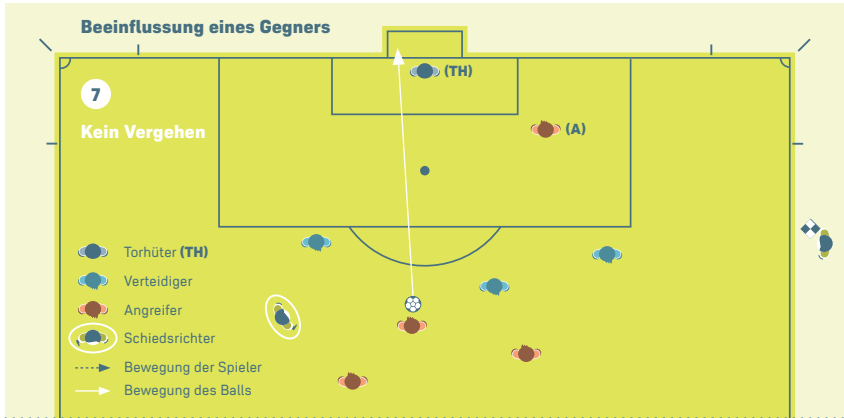 Beeinflussung eines Gegners
(TH)
7
(A)
Kein Vergehen
Torhüter (TH)
Verteidiger
Angreifer
Schiedsrichter
Bewegung der Spieler
Bewegung des Balls